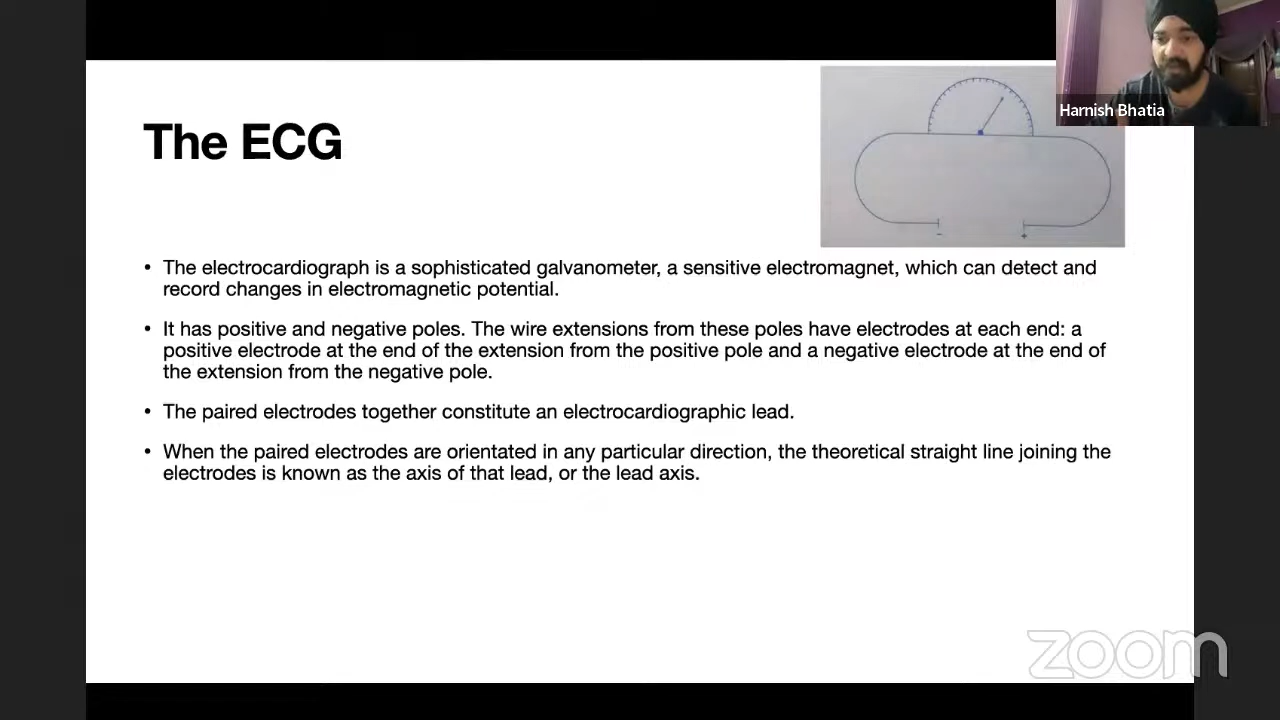 Harnish Bhatia
The ECG
- +
• The electrocardiograph is a sophisticated galvanometer, a sensitive electromagnet, which can detect and
record changes in electromagnetic potential.
• It has positive and negative poles. The wire extensions from these poles have electrodes at each end: a
positive electrode at the end of the extension from the positive pole and a negative electrode at the end of
the extension from the negative pole.
• The paired electrodes together constitute an electrocardiographic lead.
• When the paired electrodes are orientated in any particular direction, the theoretical straight line joining the
electrodes is known as the axis of that lead, or the lead axis.
zoom